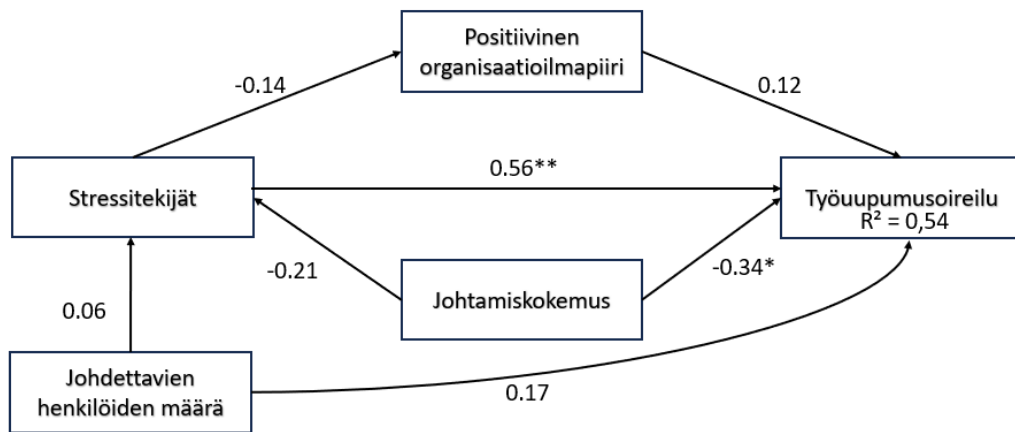 Positiivinen
organisaatioilmapiiri
-0.14
0.12
0.56**
Stressitekijät
Työuupumusoireilu
R² = 0,54
-0.21
Johtamiskokemus
-0.34*
0.06
Johdettavien
henkilöiden määrä
0.17